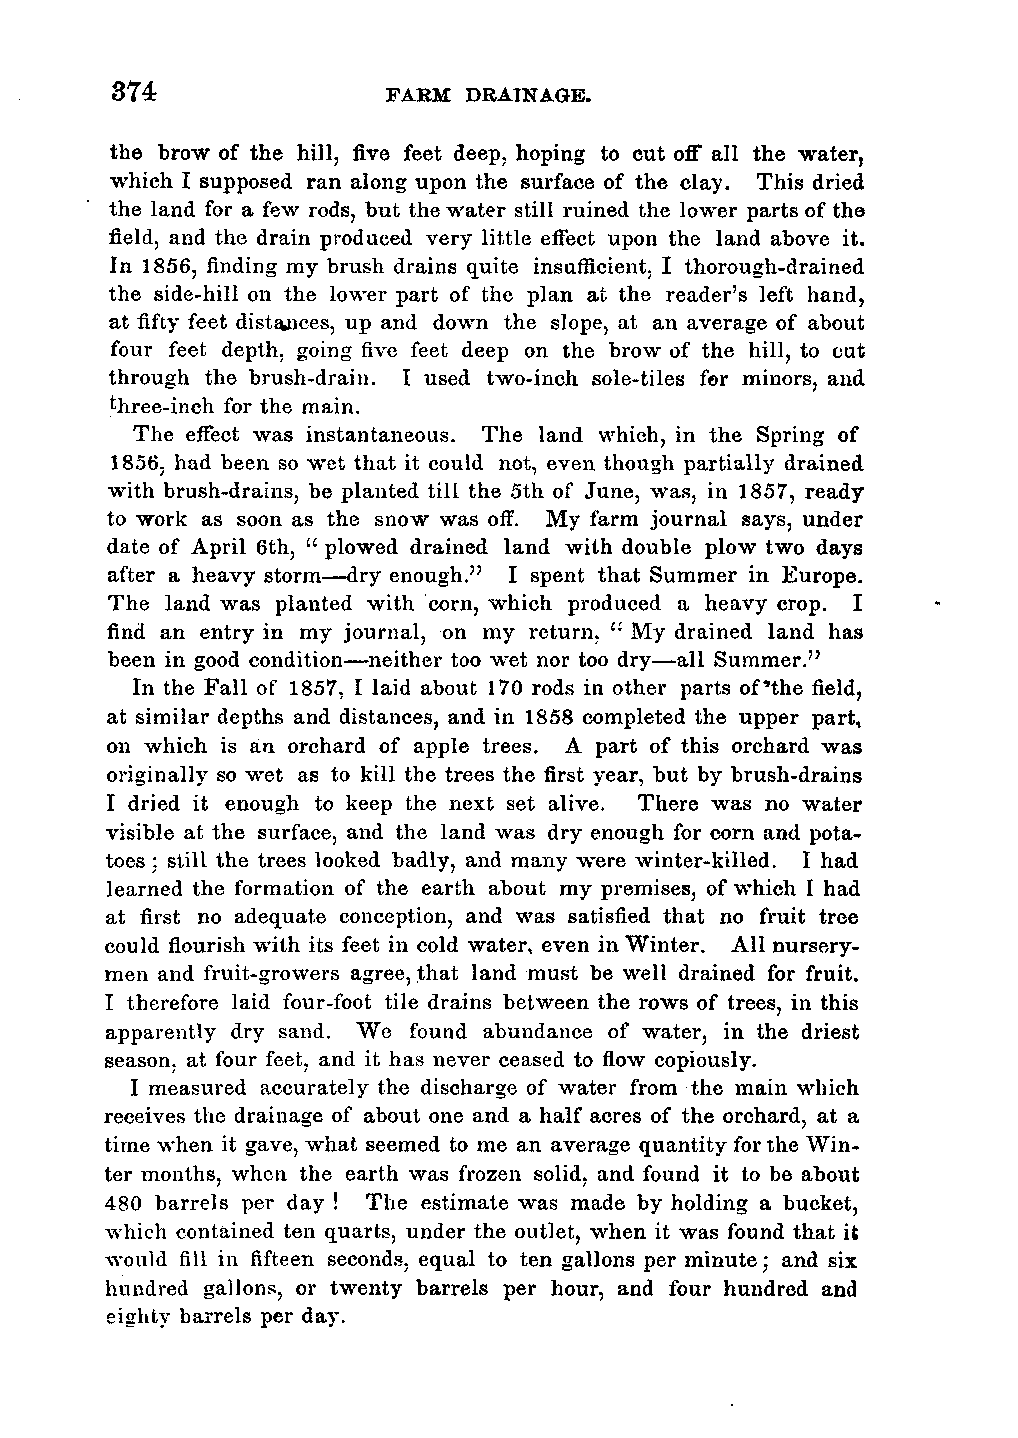 374 FARM DRAINAGE.
the brow of the hill, five feet deep, hoping to cut off all the water,
which I supposed ran along upon the surface of the clay. This dried
the land for a few rods, but the water still ruined the lower parts of the
field, and the drain produced very little effect upon the land above it.
In 1856, finding my brush drains quite insufficient, I thorough-drained
the side-hill on the lower part of the plan at the reader's left hand,
at fifty feet distances, up and down the slope, at an average of about
four feet depth, going five feet deep on the brow of the hill, to cut
through the brush-drain. I used two-inch sole-tiles for minors, and
three-inch for the main.
The effect was instantaneous. The land which, in the Spring of
1856, had been so wet that it could not, even though partially drained
with brush-drains, be planted till the 5th of June, was, in 1857, ready
to work as soon as the snow was off. My farm journal says, under
date of April 6th, “ plowed drained land with double plow two days
after a heavy storm—dry enough.” I spent that Summer in Europe.
The land was planted with corn, which produced a heavy crop. I
find an entry in my journal, on my return, “ My drained land has
been in good condition—neither too wet nor too dry—all Summer.”
In the Fall of 1857, I laid about 170 rods in other parts of the field,
at similar depths and distances, and in 1858 completed the upper part,
on which is an orchard of apple trees. A part of this orchard was
originally so wet as to kill the trees the first year, but by brush-drains
I dried it enough to keep the next set alive. There was no water
visible at the surface, and the land was dry enough for corn and pota-
toes ; still the trees looked badly, and many were winter-killed. I had
learned the formation of the earth about my premises, of which I had
at first no adequate conception, and was satisfied that no fruit tree
could flourish with its feet in cold water, even in Winter. All nursery-
men and fruit-growers agree, that land must be well drained for fruit.
I therefore laid four-foot tile drains between the rows of trees, in this
apparently dry sand. We found abundance of water, in the driest
season, at four feet, and it has never ceased to flow copiously.
I measured accurately the discharge of water from the main which
receives the drainage of about one and a half acres of the orchard, at a
time when it gave, what seemed to me an average quantity for the Win-
ter months, when the earth was frozen solid, and found it to be about
480 barrels per day ! The estimate was made by holding a bucket,
which contained ten quarts, under the outlet, when it was found that it
would fill in fifteen seconds, equal to ten gallons per minute; and six
hundred gallons, or twenty barrels per hour, and four hundred and
eighty barrels per day.